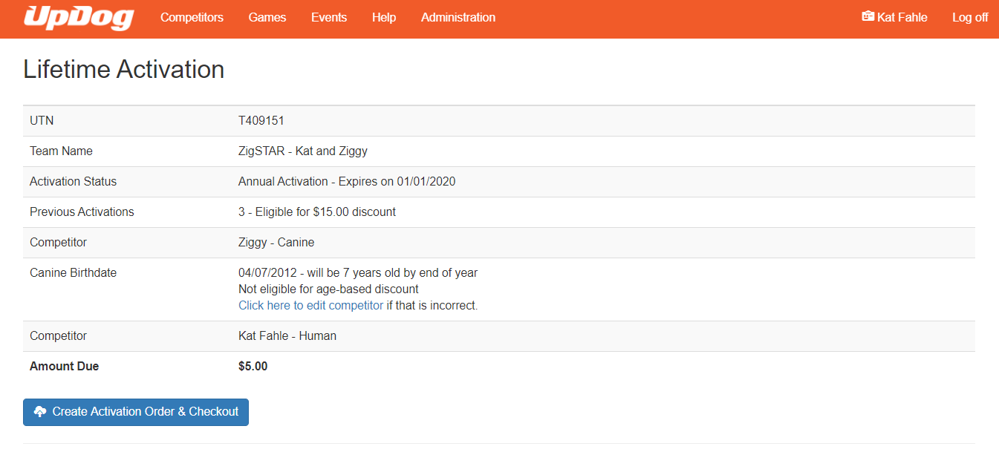 UpDog Competitors Games Events Help Administration Kat Fahle Log off
Lifetime Activation
UTN T409151
Team Name ZigSTAR - Kat and Ziggy
Activation Status Annual Activation - Expires on 01/01/2020
Previous Activations 3 - Eligible for $15.00 discount
Competitor Ziggy - Canine
Canine Birthdate 04/07/2012 - will be 7 years old by end of year
Not eligible for age-based discount
Click here to edit competitor if that is incorrect.
Competitor Kat Fahle - Human
Amount Due $5.00
Create Activation Order & Checkout